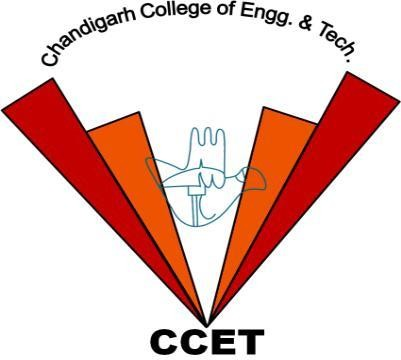 Chandigarh College of Engg. & Tech.
CCET